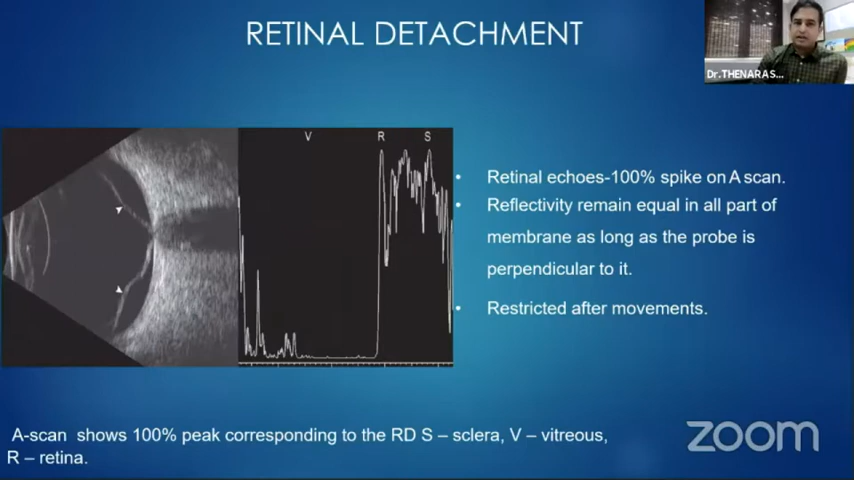 RETINAL DETACHMENT
Dr.THENARAS...
V R S
• Retinal echoes-100% spike on A scan.
• Reflectivity remain equal in all part of
membrane as long as the probe is
perpendicular to it.
• Restricted after movements.
A-scan shows 100% peak corresponding to the RD S – sclera, V – vitreous,
R – retina.
zoom